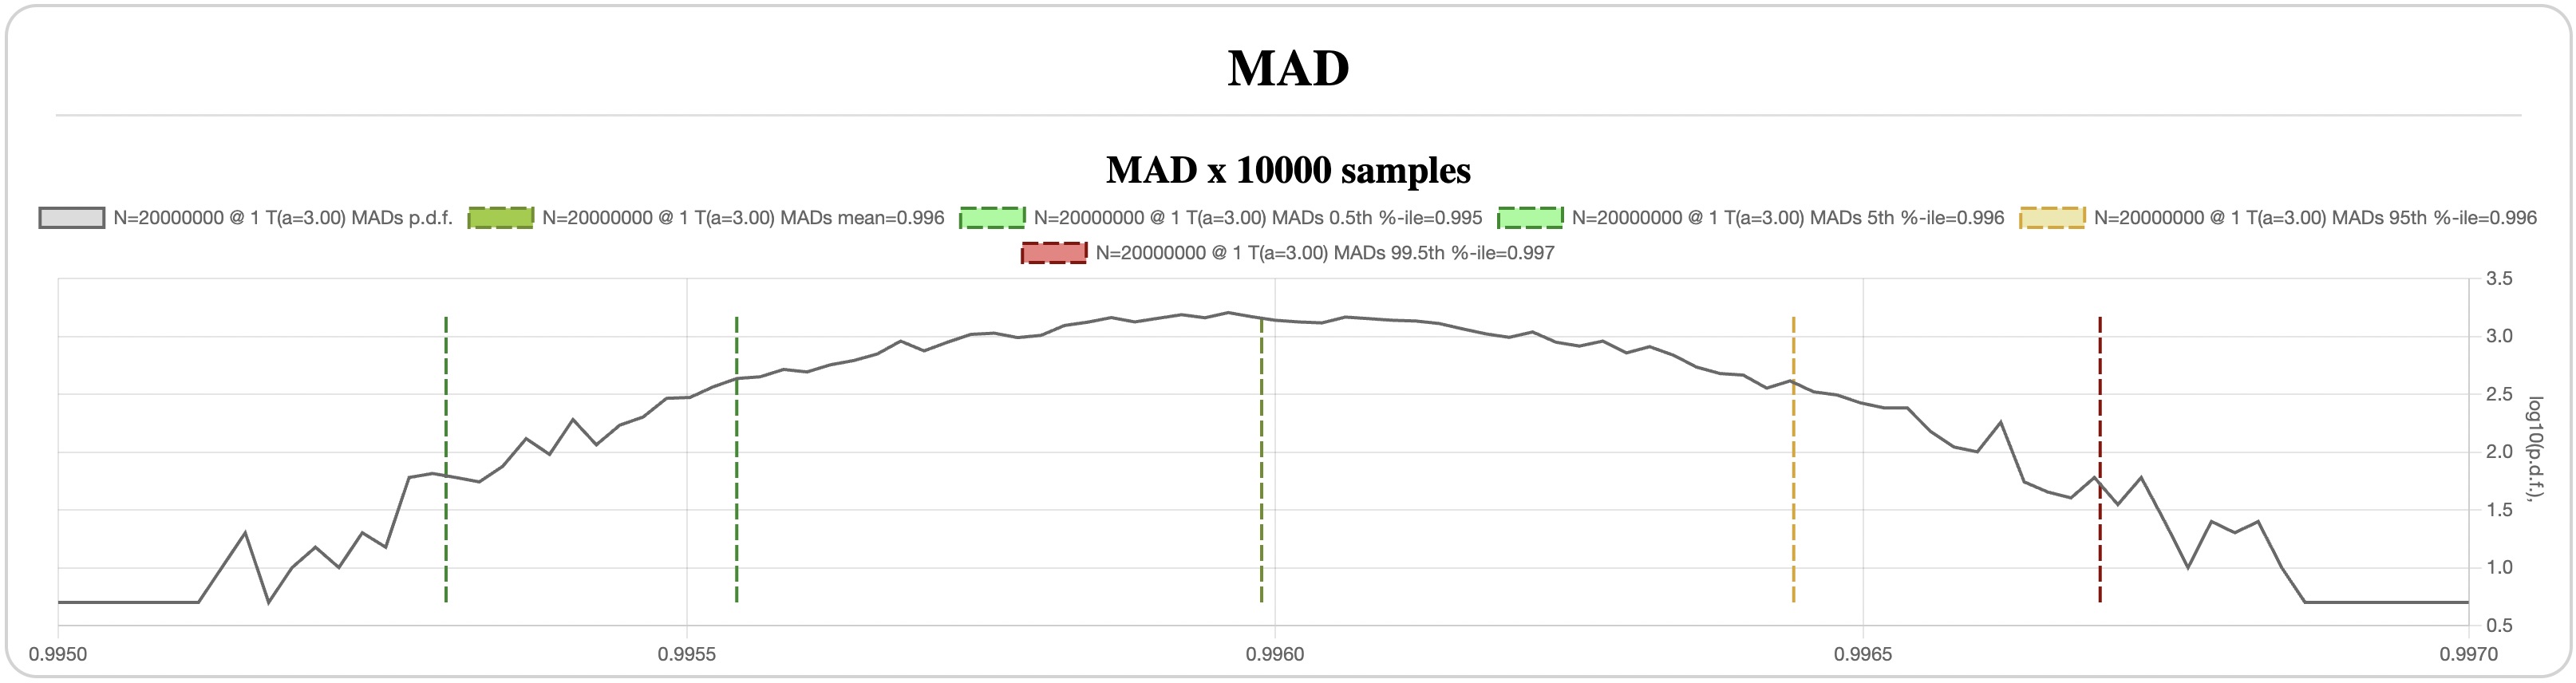 MAD
MAD x 10000 samples
N=20000000 @ 1 T(a=3.00) MADs p.d.f. N=20000000 @ 1 T(a=3.00) MADs mean=0.996 N=20000000 @ 1 T(a=3.00) MADs 0.5th %-ile=0.995 N=20000000 @ 1 T(a=3.00) MADs 5th %-ile=0.996 N=20000000 @ 1 T(a=3.00) MADs 95th %-ile=0.996
N=20000000 @ 1 T(a=3.00) MADs 99.5th %-ile=0.997
3.5
3.0
2.5
2.0
1.5
1.0
0.5
log10(p.d.f.),
0.9950 0.9955 0.9960 0.9965 0.9970